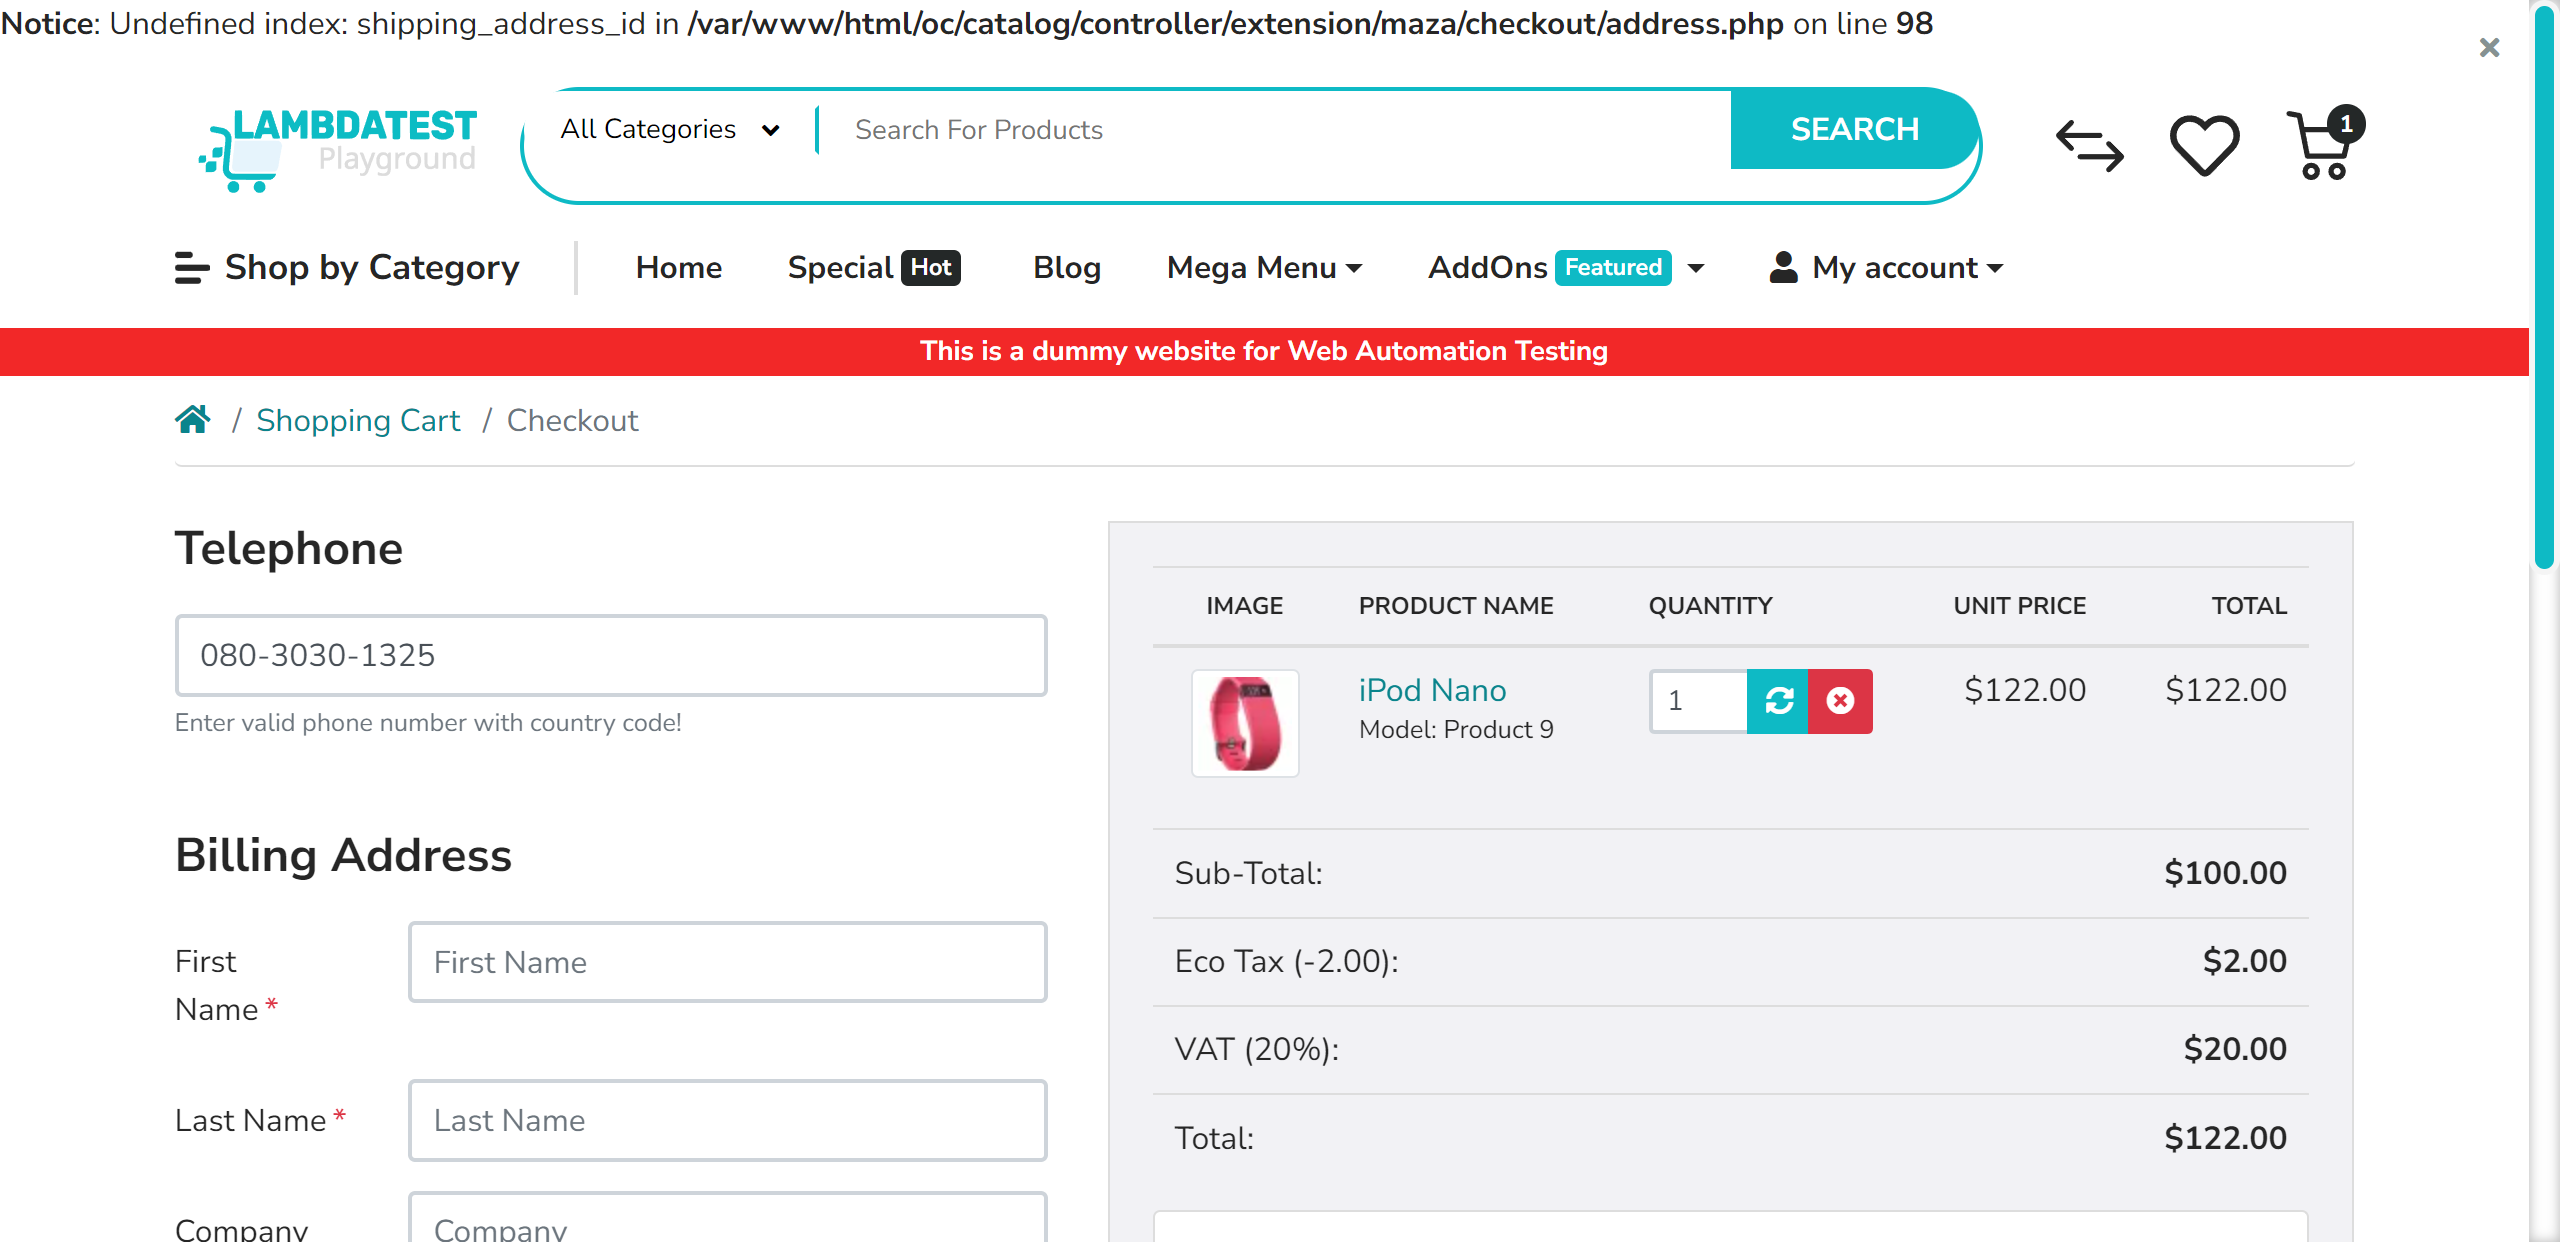 Notice: Undefined index: shipping_address_id in /var/www/html/oc/catalog/controller/extension/maza/checkout/address.php on line 98
LAMBDATEST
Playground
All Categories
Search For Products
SEARCH
1
Shop by Category
Home
Special Hot
Blog
Mega Menu
AddOns Featured
My account
This is a dummy website for Web Automation Testing
/ Shopping Cart / Checkout
Telephone
080-3030-1325
Enter valid phone number with country code!
Billing Address
First Name *
First Name
Last Name *
Last Name
Company
Company
IMAGE PRODUCT NAME QUANTITY UNIT PRICE TOTAL
iPod Nano 1 $122.00 $122.00
Model: Product 9
Sub-Total: $100.00
Eco Tax (-2.00): $2.00
VAT (20%): $20.00
Total: $122.00